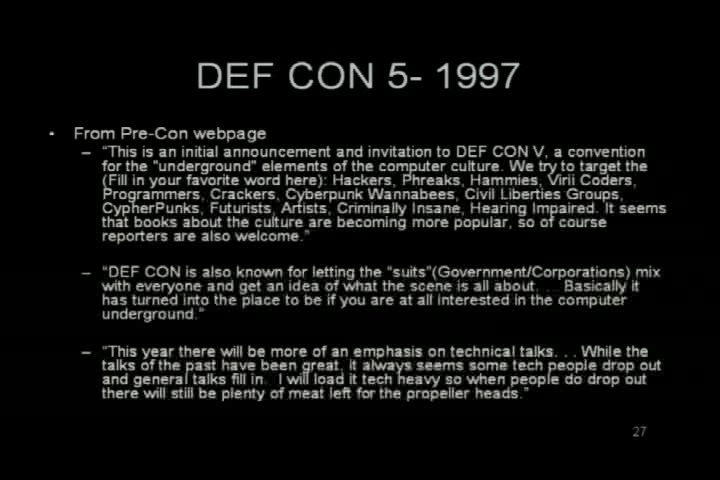 DEF CON 5- 1997
• From Pre-Con webpage
– “This is an initial announcement and invitation to DEF CON V, a convention
for the "underground" elements of the computer culture. We try to target the
(Fill in your favorite word here): Hackers, Phreaks, Hammies, Virii Coders,
Programmers, Crackers, Cyberpunk Wannabees, Civil Liberties Groups,
CypherPunks, Futurists, Artists, Criminally Insane, Hearing Impaired. It seems
that books about the culture are becoming more popular, so of course
reporters are also welcome.”
– “DEF CON is also known for letting the “suits”(Government/Corporations) mix
with everyone and get an idea of what the scene is all about. . . Basically it
has turned into the place to be if you are at all interested in the computer
underground.”
– “This year there will be more of an emphasis on technical talks. . . While the
talks of the past have been great, it always seems some tech people drop out
and general talks fill in. I will load it tech heavy so when people do drop out
there will still be plenty of meat left for the propeller heads.”
27